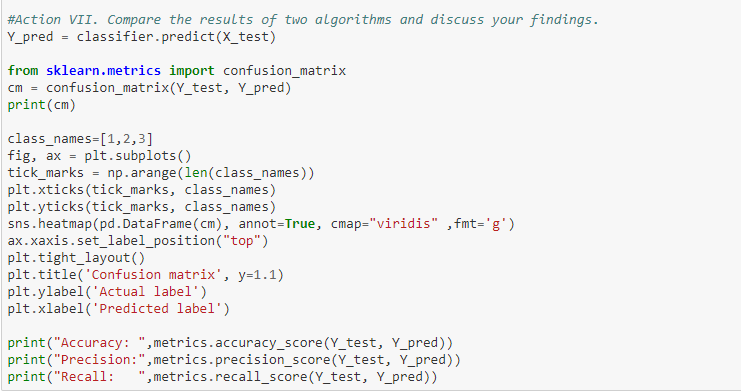 #Action VII. Compare the results of two algorithms and discuss your findings.
Y_pred = classifier.predict(X_test)
from sklearn.metrics import confusion_matrix
cm = confusion_matrix(Y_test, Y_pred)
print(cm)
class_names=[1,2,3]
fig, ax = plt.subplots()
tick_marks = np.arange(len(class_names))
plt.xticks(tick_marks, class_names)
plt.yticks(tick_marks, class_names)
sns.heatmap(pd.DataFrame(cm), annot=True, cmap="viridis" ,fmt='g')
ax.xaxis.set_label_position("top")
plt.tight_layout()
plt.title('Confusion matrix', y=1.1)
plt.ylabel('Actual label')
plt.xlabel('Predicted label')
print("Accuracy: ",metrics.accuracy_score(Y_test, Y_pred))
print("Precision:",metrics.precision_score(Y_test, Y_pred))
print("Recall:   ",metrics.recall_score(Y_test, Y_pred))